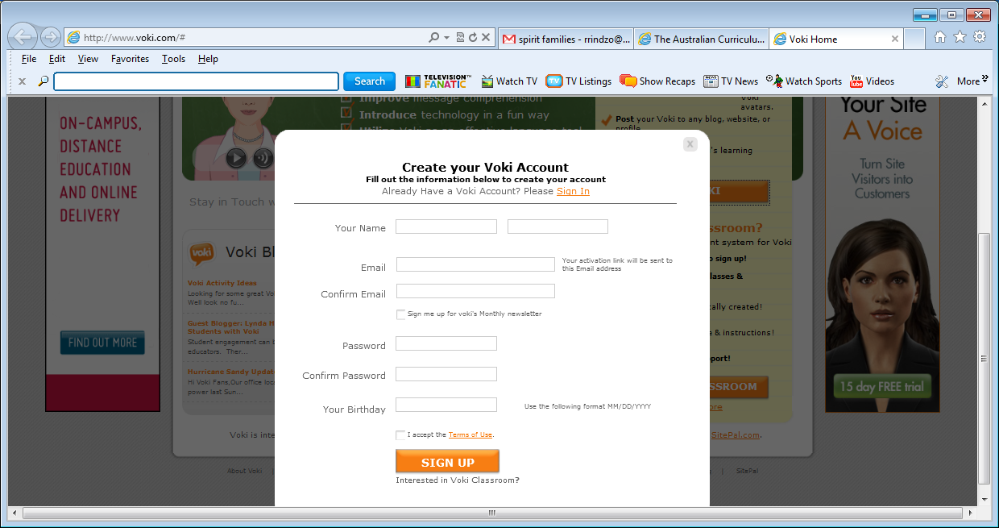 http://www.voki.com/#
spirit families - rrindzo@...
The Australian Curriculu...
Voki Home
File Edit View Favorites Tools Help
Search
TELEVISION FANATIC
Watch TV
TV Listings
Show Recaps
TV News
Watch Sports
You Tube
Videos
More
ON-CAMPUS,
DISTANCE
EDUCATION
AND ONLINE
DELIVERY
FIND OUT MORE
Improve message comprehension
Introduce technology in a fun way
Voki
avatars.
Post your Voki to any blog, website, or
profile
's learning
Stay in Touch w
voki
Voki Bl
Voki Activity Ideas
Looking for some great Vo
Well look no fu...
Guest Blogger: Lynda H
Students with Voki
Student engagement can b
educators. Ther...
Hurricane Sandy Updat
Hi Voki Fans,Our office loc
power last Sun...
Voki is inte
About Voki
x
Create your Voki Account
Fill out the information below to create your account
Already Have a Voki Account? Please Sign In
Your Name
Email
Your activation link will be sent to
this Email address
Confirm Email
Sign me up for voki's Monthly newsletter
Password
Confirm Password
Your Birthday
Use the following format MM/DD/YYYY
I accept the Terms of Use.
SIGN UP
Interested in Voki Classroom?
KI
ssroom?
nt system for Voki
o sign up!
lasses &
cally created!
e & instructions!
port!
SSROOM
ore
SitePal.com.
SitePal
Your Site
A Voice
Turn Site
Visitors into
Customers
15 day FREE trial